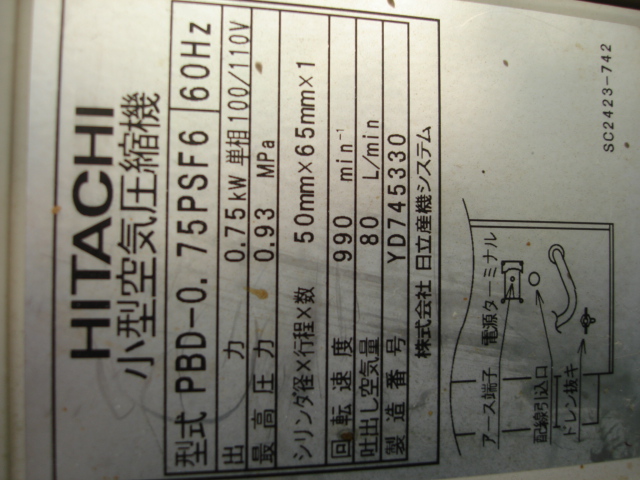 HITACHI
小型空気圧縮機
型式 PBD-0.75PSF6 60Hz
出力 0.75kW 単相100/110V
最高圧力 0.93 MPa
シリンダ径×行程×数 50mm×65mm×1
回転速度 990 min⁻¹
吐出し空気量 80 L/min
製造番号 YD745330
株式会社 日立産機システム
電源ターミナル
アース端子
配線引込口
ドレン抜キ
SC2423-742